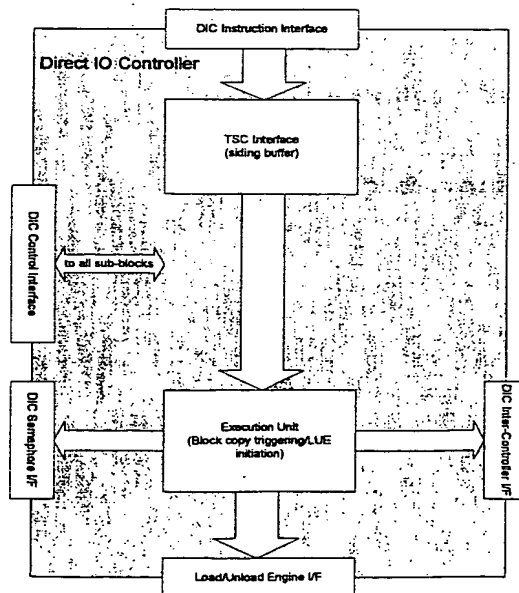 DIC Instruction Interface
Direct IO Controller
TSC Interface
(siding buffer)
DIC Control Interface
to all sub-blocks
DIC Semaphore I/F
Execution Unit
(Block copy triggering/LUE
initiation)
DIC Inter-Controller I/F
Load/Unload Engine I/F